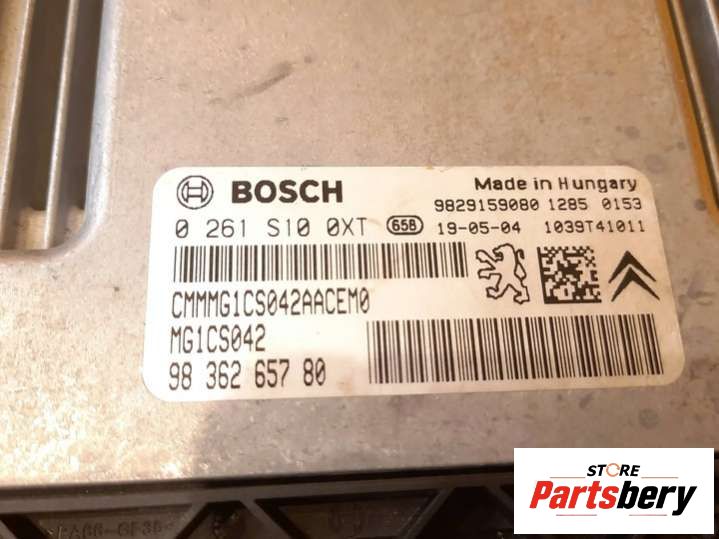 BOSCH
Made in Hungary
9829159080 1285 0153
0 261 S10 0XT 658 19-05-04 1039T41011
CMMMG1CS042AACEM0
MG1CS042
98 362 657 80
STORE
Partsbery